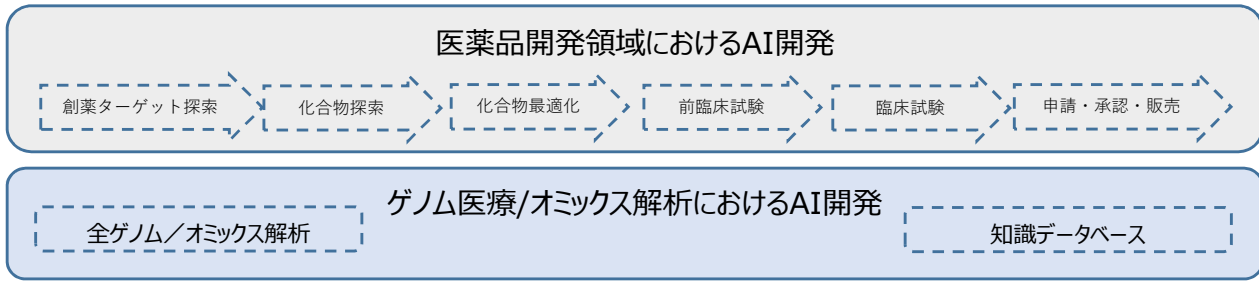 医薬品開発領域におけるAI開発
創薬ターゲット探索
化合物探索
化合物最適化
前臨床試験
臨床試験
申請・承認・販売
ゲノム医療/オミックス解析におけるAI開発
全ゲノム／オミックス解析
知識データベース